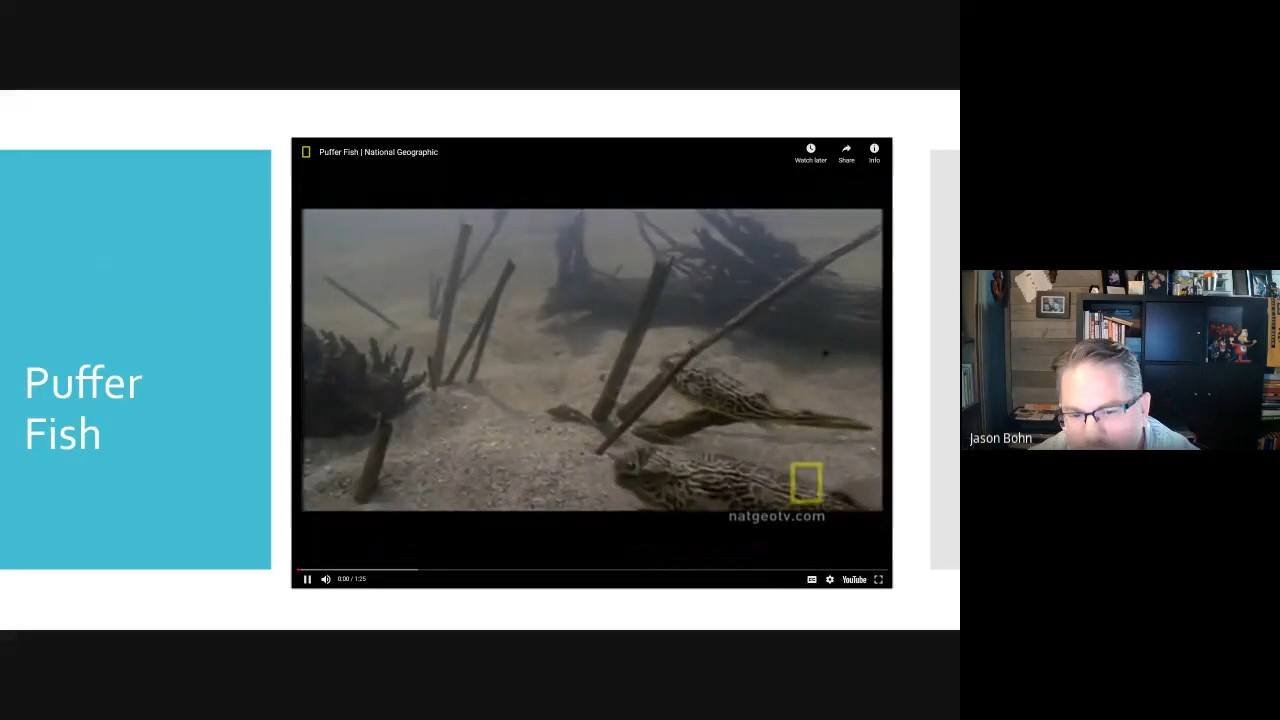 Puffer Fish | National Geographic
Watch later
Share
Info
Puffer
Fish
natgeotv.com
0:00 / 1:25
CC
YouTube
Jason Bohn